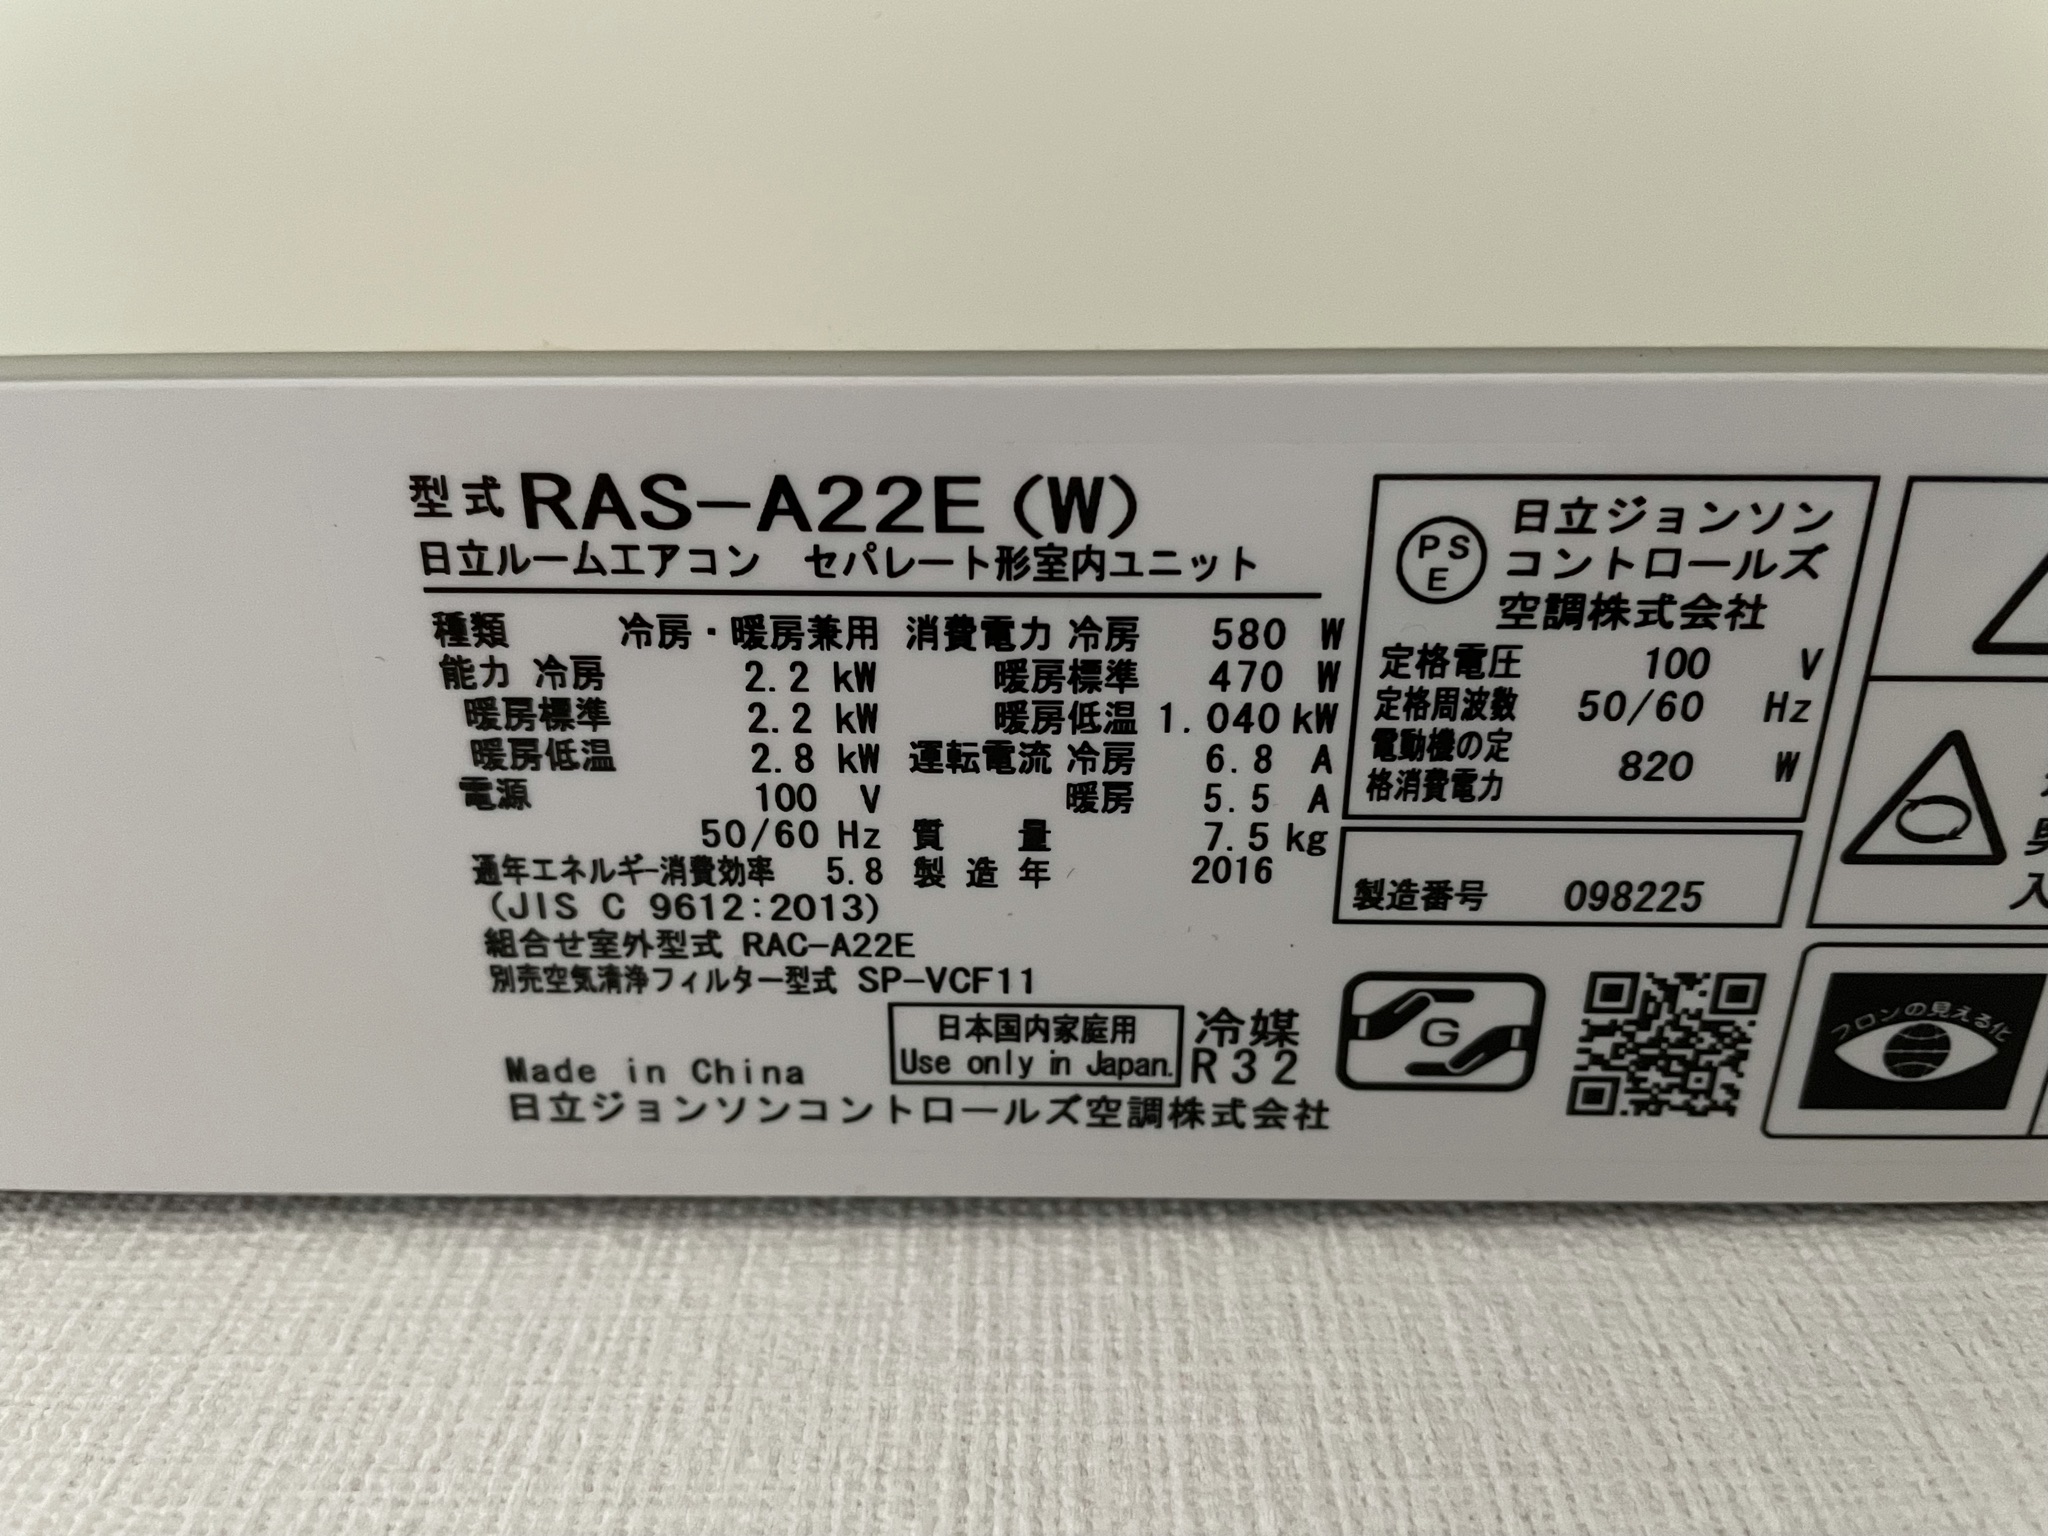 型式 RAS-A22E(W)
日立ルームエアコン セパレート形室内ユニット
種類 冷房・暖房兼用 消費電力 冷房 580 W
能力 冷房 2.2 kW 暖房標準 470 W
暖房標準 2.2 kW 暖房低温 1.040 kW
暖房低温 2.8 kW 運転電流 冷房 6.8 A
電源 100 V 暖房 5.5 A
50/60 Hz 質量 7.5 kg
通年エネルギー消費効率 5.8 製造年 2016
(JIS C 9612:2013)
組合せ室外型式 RAC-A22E
別売空気清浄フィルター型式 SP-VCF11
日本国内家庭用
Use only in Japan.
冷媒
R32
Made in China
日立ジョンソンコントロールズ空調株式会社
PSE
日立ジョンソン
コントロールズ
空調株式会社
定格電圧 100 V
定格周波数 50/60 Hz
電動機の定
格消費電力 820 W
製造番号 098225
G
フロンの見える化
入